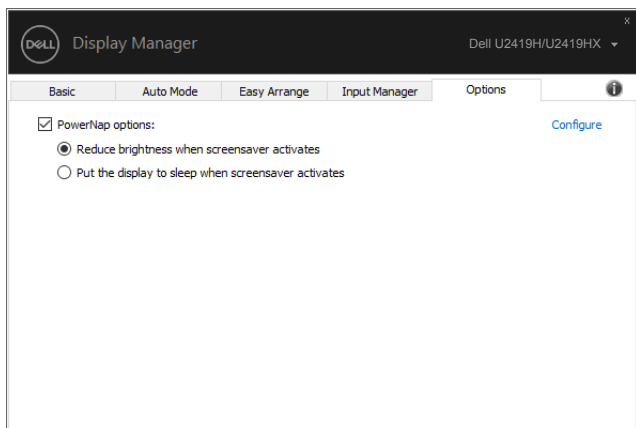 x
DELL Display Manager Dell U2419H/U2419HX
Basic Auto Mode Easy Arrange Input Manager Options i
PowerNap options: Configure
Reduce brightness when screensaver activates
Put the display to sleep when screensaver activates